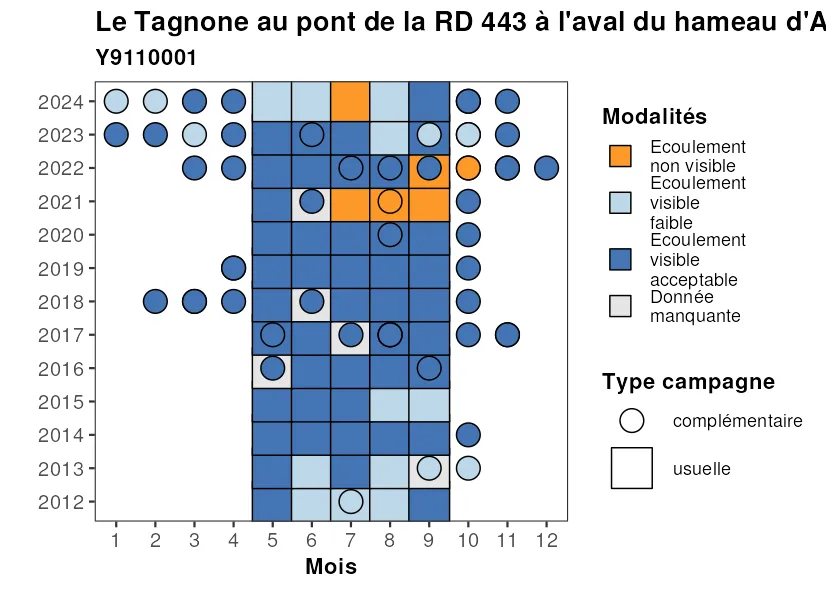 Le Tagnone au pont de la RD 443 à l'aval du hameau d'A
Y9110001
2024
2023
2022
2021
2020
2019
2018
2017
2016
2015
2014
2013
2012
1 2 3 4 5 6 7 8 9 10 11 12
Mois
Modalités
Ecoulement
non visible
Ecoulement
visible
faible
Ecoulement
visible
acceptable
Donnée
manquante
Type campagne
complémentaire
usuelle